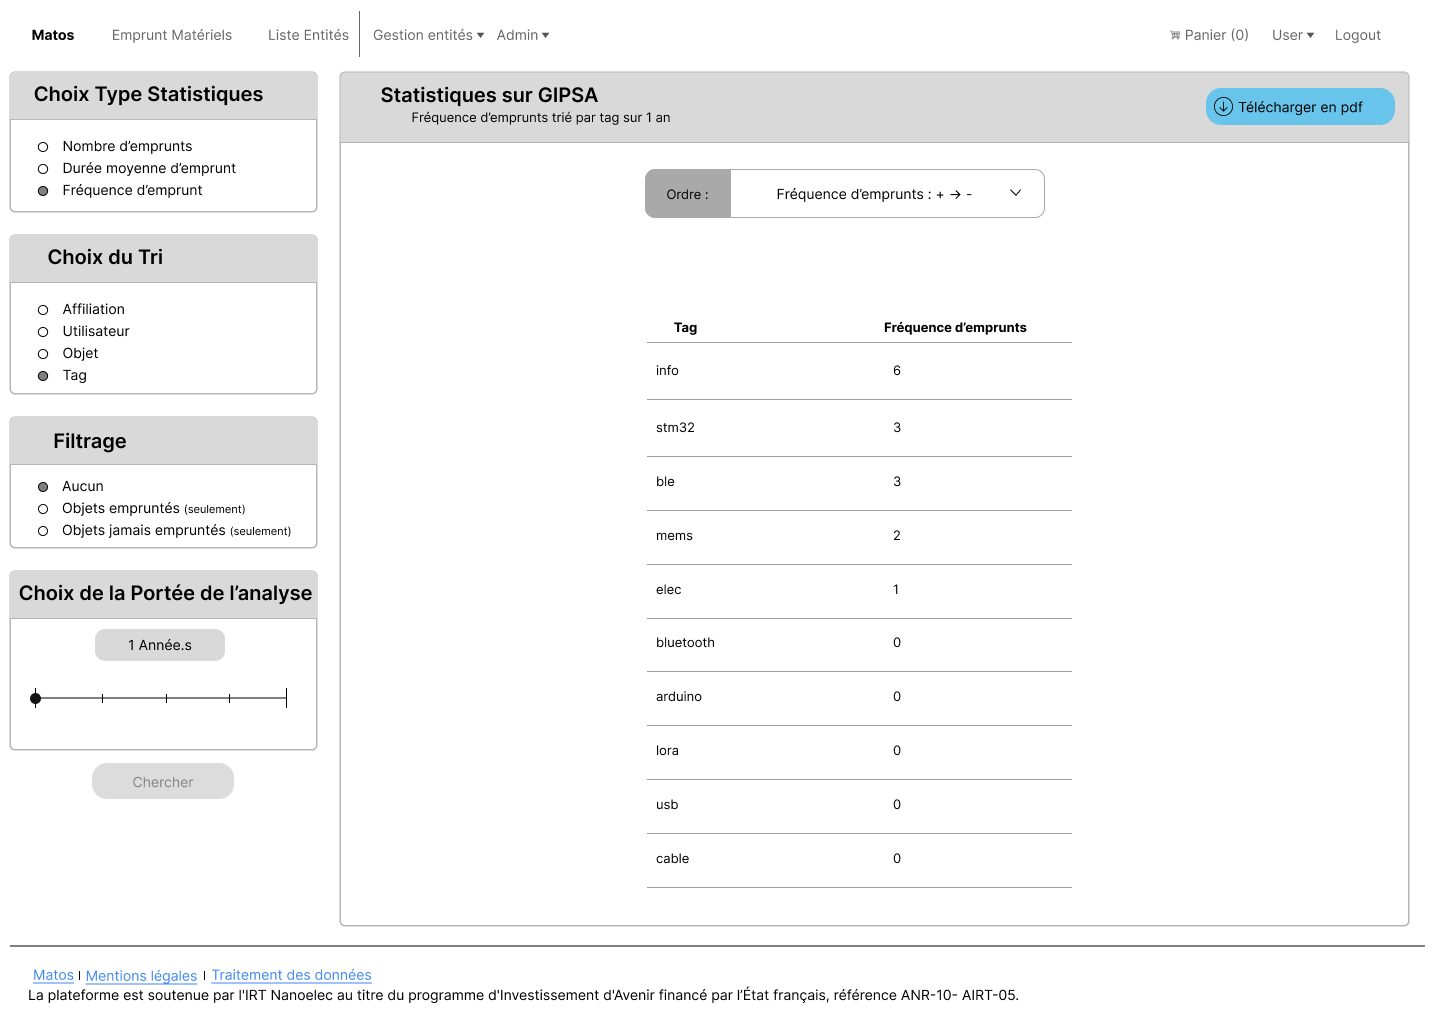 Matos Emprunt Matériels Liste Entités Gestion entités Admin Panier (0) User Logout
Choix Type Statistiques
Nombre d’emprunts
Durée moyenne d’emprunt
Fréquence d’emprunt
Choix du Tri
Affiliation
Utilisateur
Objet
Tag
Filtrage
Aucun
Objets empruntés (seulement)
Objets jamais empruntés (seulement)
Choix de la Portée de l’analyse
1 Année.s
Chercher
Statistiques sur GIPSA
Fréquence d’emprunts trié par tag sur 1 an
Télécharger en pdf
Ordre : Fréquence d’emprunts : + → -
Tag Fréquence d’emprunts
info 6
stm32 3
ble 3
mems 2
elec 1
bluetooth 0
arduino 0
lora 0
usb 0
cable 0
Matos | Mentions légales | Traitement des données
La plateforme est soutenue par l'IRT Nanoelec au titre du programme d'Investissement d'Avenir financé par l’État français, référence ANR-10- AIRT-05.